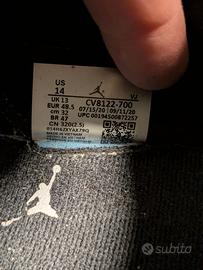 US
14
UK 13
EUR 48.5
cm 32
BR 47
CN 320(2.5)
VJ
CV8122-700
07/15/20 09/11/20
UPC 00194500872257
MADE IN VIETNAM
subito